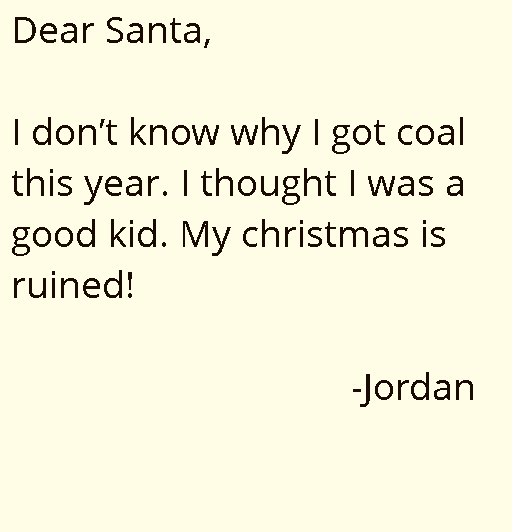 Dear Santa,
I don’t know why I got coal
this year. I thought I was a
good kid. My christmas is
ruined!
-Jordan